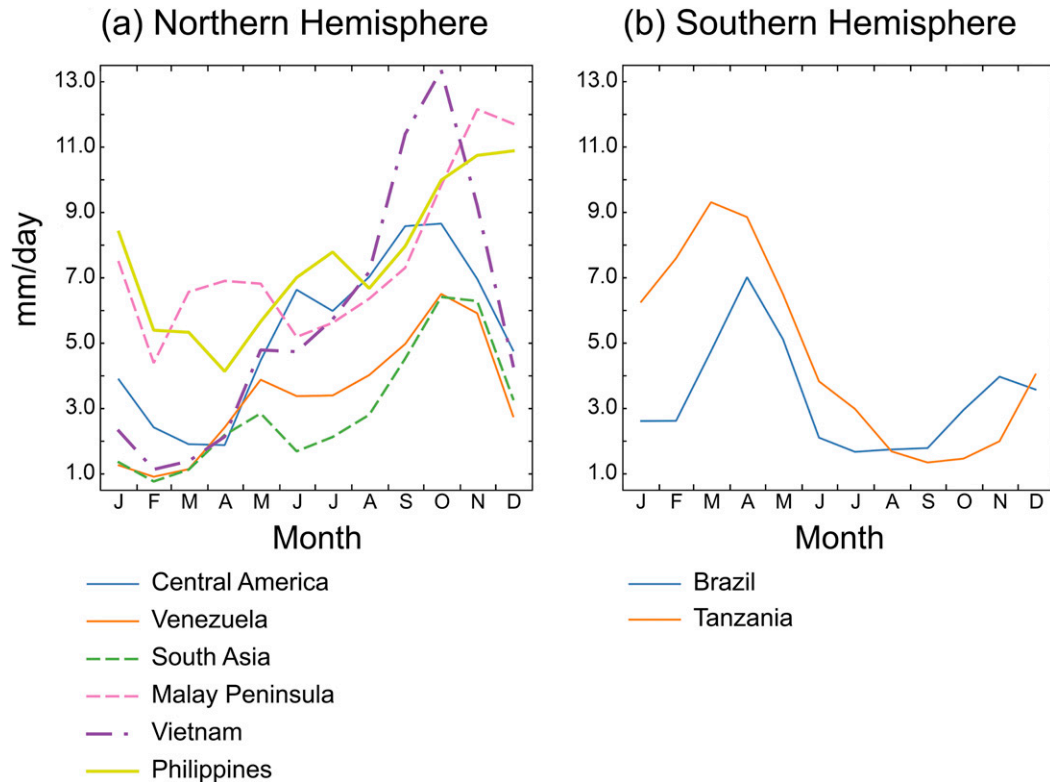 (a) Northern Hemisphere
13.0
11.0
9.0
7.0
5.0
3.0
1.0
mm/day
J F M A M J J A S O N D
Month
Central America
Venezuela
South Asia
Malay Peninsula
Vietnam
Philippines
(b) Southern Hemisphere
13.0
11.0
9.0
7.0
5.0
3.0
1.0
J F M A M J J A S O N D
Month
Brazil
Tanzania